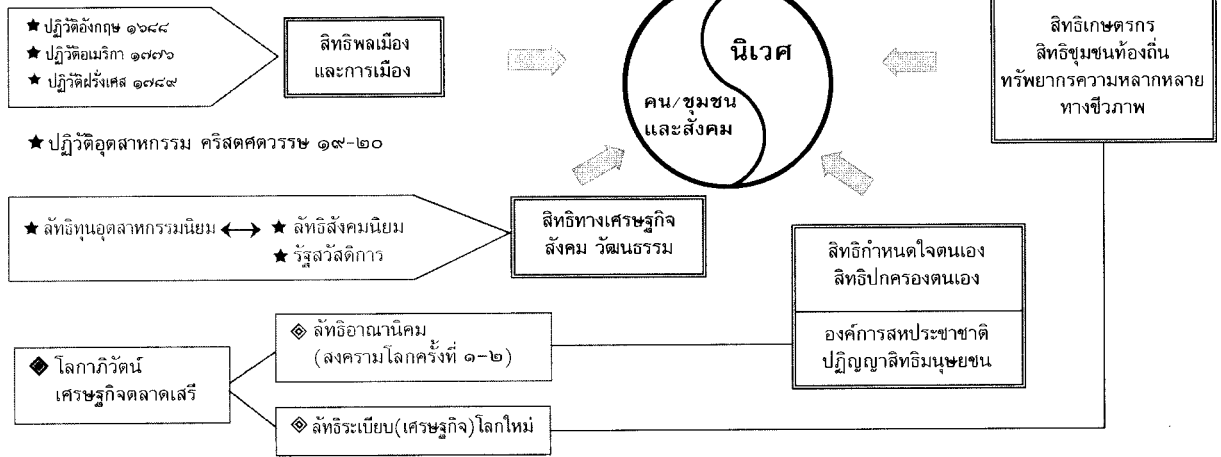 ★ ปฏิวัติอังกฤษ ๑๖๘๘
★ ปฏิวัติอเมริกา ๑๗๗๖
★ ปฏิวัติฝรั่งเศส ๑๗๘๙
สิทธิพลเมือง
และการเมือง
นิเวศ
คน/ชุมชน
และสังคม
สิทธิเกษตรกร
สิทธิชุมชนท้องถิ่น
ทรัพยากรความหลากหลาย
ทางชีวภาพ
★ ปฏิวัติอุตสาหกรรม คริสตศตวรรษ ๑๙-๒๐
★ ลัทธิทุนอุตสาหกรรมนิยม ⟷ ★ ลัทธิสังคมนิยม
★ รัฐสวัสดิการ
สิทธิทางเศรษฐกิจ
สังคม วัฒนธรรม
สิทธิกำหนดใจตนเอง
สิทธิปกครองตนเอง
องค์การสหประชาชาติ
ปฏิญญาสิทธิมนุษยชน
◈ โลกาภิวัตน์
เศรษฐกิจตลาดเสรี
◈ ลัทธิอาณานิคม
(สงครามโลกครั้งที่ ๑-๒)
◈ ลัทธิระเบียบ(เศรษฐกิจ)โลกใหม่